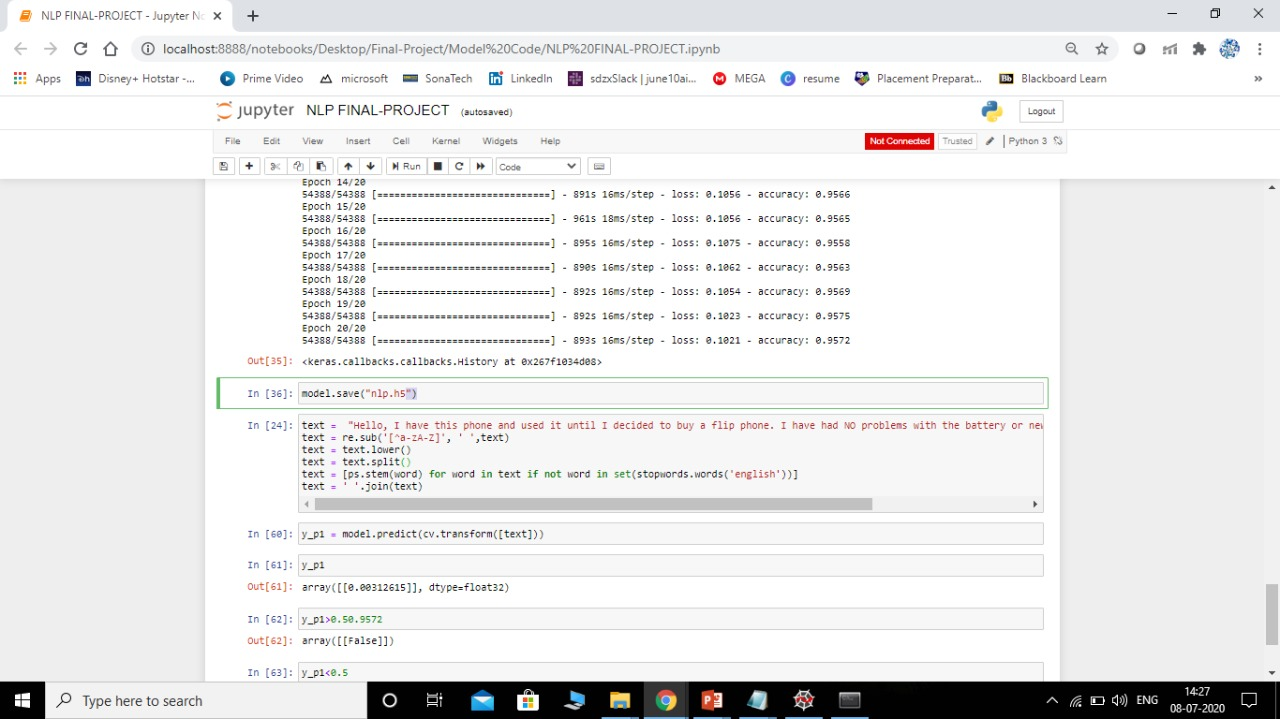 NLP FINAL-PROJECT - Jupyter No
localhost:8888/notebooks/Desktop/Final-Project/Model%20Code/NLP%20FINAL-PROJECT.ipynb
Apps Disney+ Hotstar -... Prime Video microsoft SonaTech LinkedIn sdzxSlack | june10ai... MEGA resume Placement Preparat... Blackboard Learn »
jupyter NLP FINAL-PROJECT (autosaved) Logout
File Edit View Insert Cell Kernel Widgets Help Not Connected Trusted Python 3
Run Code
Epoch 14/20
54388/54388 [==============================] - 891s 16ms/step - loss: 0.1056 - accuracy: 0.9566
Epoch 15/20
54388/54388 [==============================] - 961s 18ms/step - loss: 0.1056 - accuracy: 0.9565
Epoch 16/20
54388/54388 [==============================] - 895s 16ms/step - loss: 0.1075 - accuracy: 0.9558
Epoch 17/20
54388/54388 [==============================] - 890s 16ms/step - loss: 0.1062 - accuracy: 0.9563
Epoch 18/20
54388/54388 [==============================] - 892s 16ms/step - loss: 0.1054 - accuracy: 0.9569
Epoch 19/20
54388/54388 [==============================] - 892s 16ms/step - loss: 0.1023 - accuracy: 0.9575
Epoch 20/20
54388/54388 [==============================] - 893s 16ms/step - loss: 0.1021 - accuracy: 0.9572
Out[35]: <keras.callbacks.callbacks.History at 0x267f1034d08>
In [36]: model.save("nlp.h5")
In [24]: text =  "Hello, I have this phone and used it until I decided to buy a flip phone. I have had NO problems with the battery or new
text = re.sub('[^a-zA-Z]', ' ',text)
text = text.lower()
text = text.split()
text = [ps.stem(word) for word in text if not word in set(stopwords.words('english'))]
text = ' '.join(text)
In [60]: y_p1 = model.predict(cv.transform([text]))
In [61]: y_p1
Out[61]: array([[0.00312615]], dtype=float32)
In [62]: y_p1>0.50.9572
Out[62]: array([[False]])
In [63]: y_p1<0.5
Type here to search ENG 14:27
08-07-2020